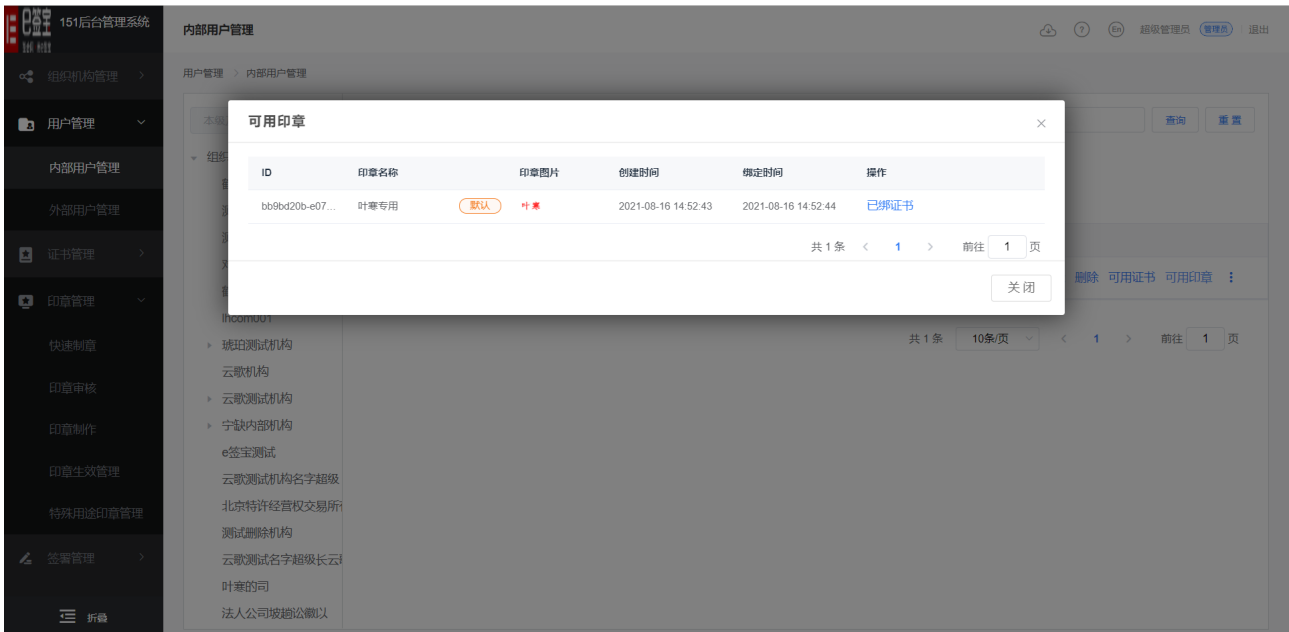 151后台管理系统
内部用户管理
En 超级管理员 管理员 退出
组织机构管理
用户管理
内部用户管理
外部用户管理
证书管理
印章管理
快速制章
印章审核
印章制作
印章生效管理
特殊用途印章管理
签署管理
折叠
用户管理 > 内部用户管理
查询 重置
可用印章
ID 印章名称 印章图片 创建时间 绑定时间 操作
bb9bd20b-e07... 叶寒专用 默认 叶寒 2021-08-16 14:52:43 2021-08-16 14:52:44 已绑证书
共 1 条 < 1 > 前往 1 页
关闭
删除 可用证书 可用印章
共 1 条 10条/页 < 1 > 前往 1 页
lhcom001
琥珀测试机构
云歌机构
云歌测试机构
宁缺内部机构
e签宝测试
云歌测试机构名字超级
北京特许经营权交易所
测试删除机构
云歌测试名字超级长云
叶寒的司